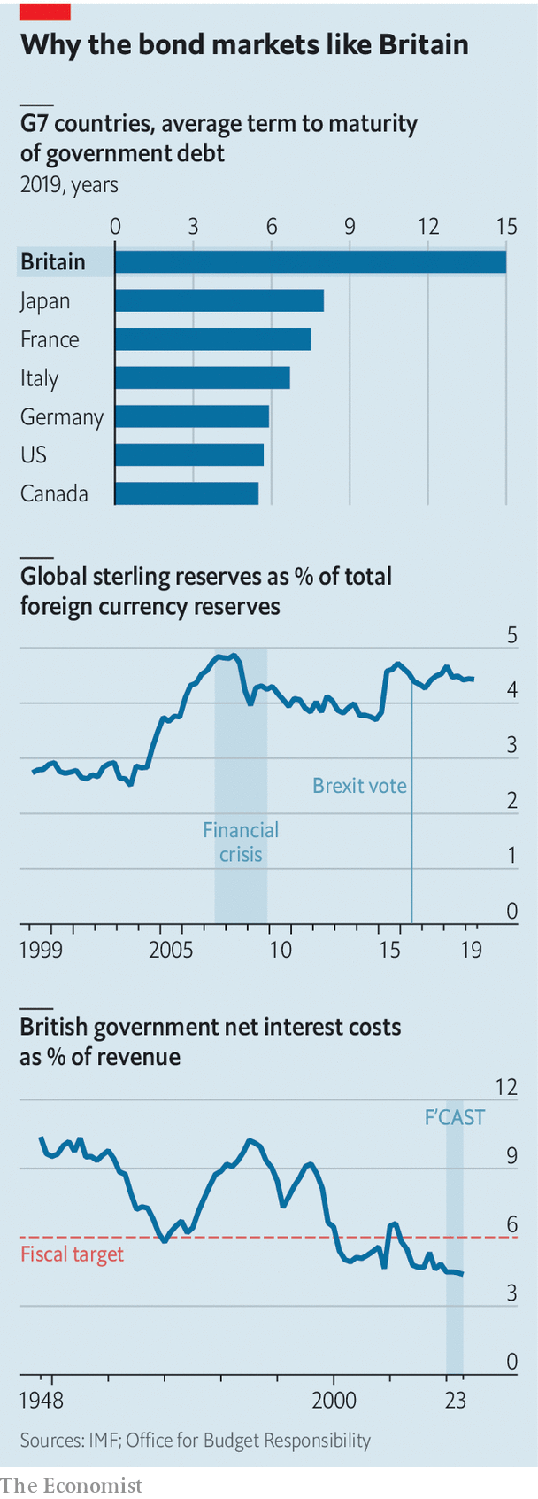 Why the bond markets like Britain
G7 countries, average term to maturity
of government debt
2019, years
0 3 6 9 12 15
Britain
Japan
France
Italy
Germany
US
Canada
Global sterling reserves as % of total
foreign currency reserves
5
4
3
Brexit vote
2
Financial
crisis
1
0
1999 2005 10 15 19
British government net interest costs
as % of revenue
12
F'CAST
9
6
Fiscal target
3
0
1948 2000 23
Sources: IMF; Office for Budget Responsibility
The Economist